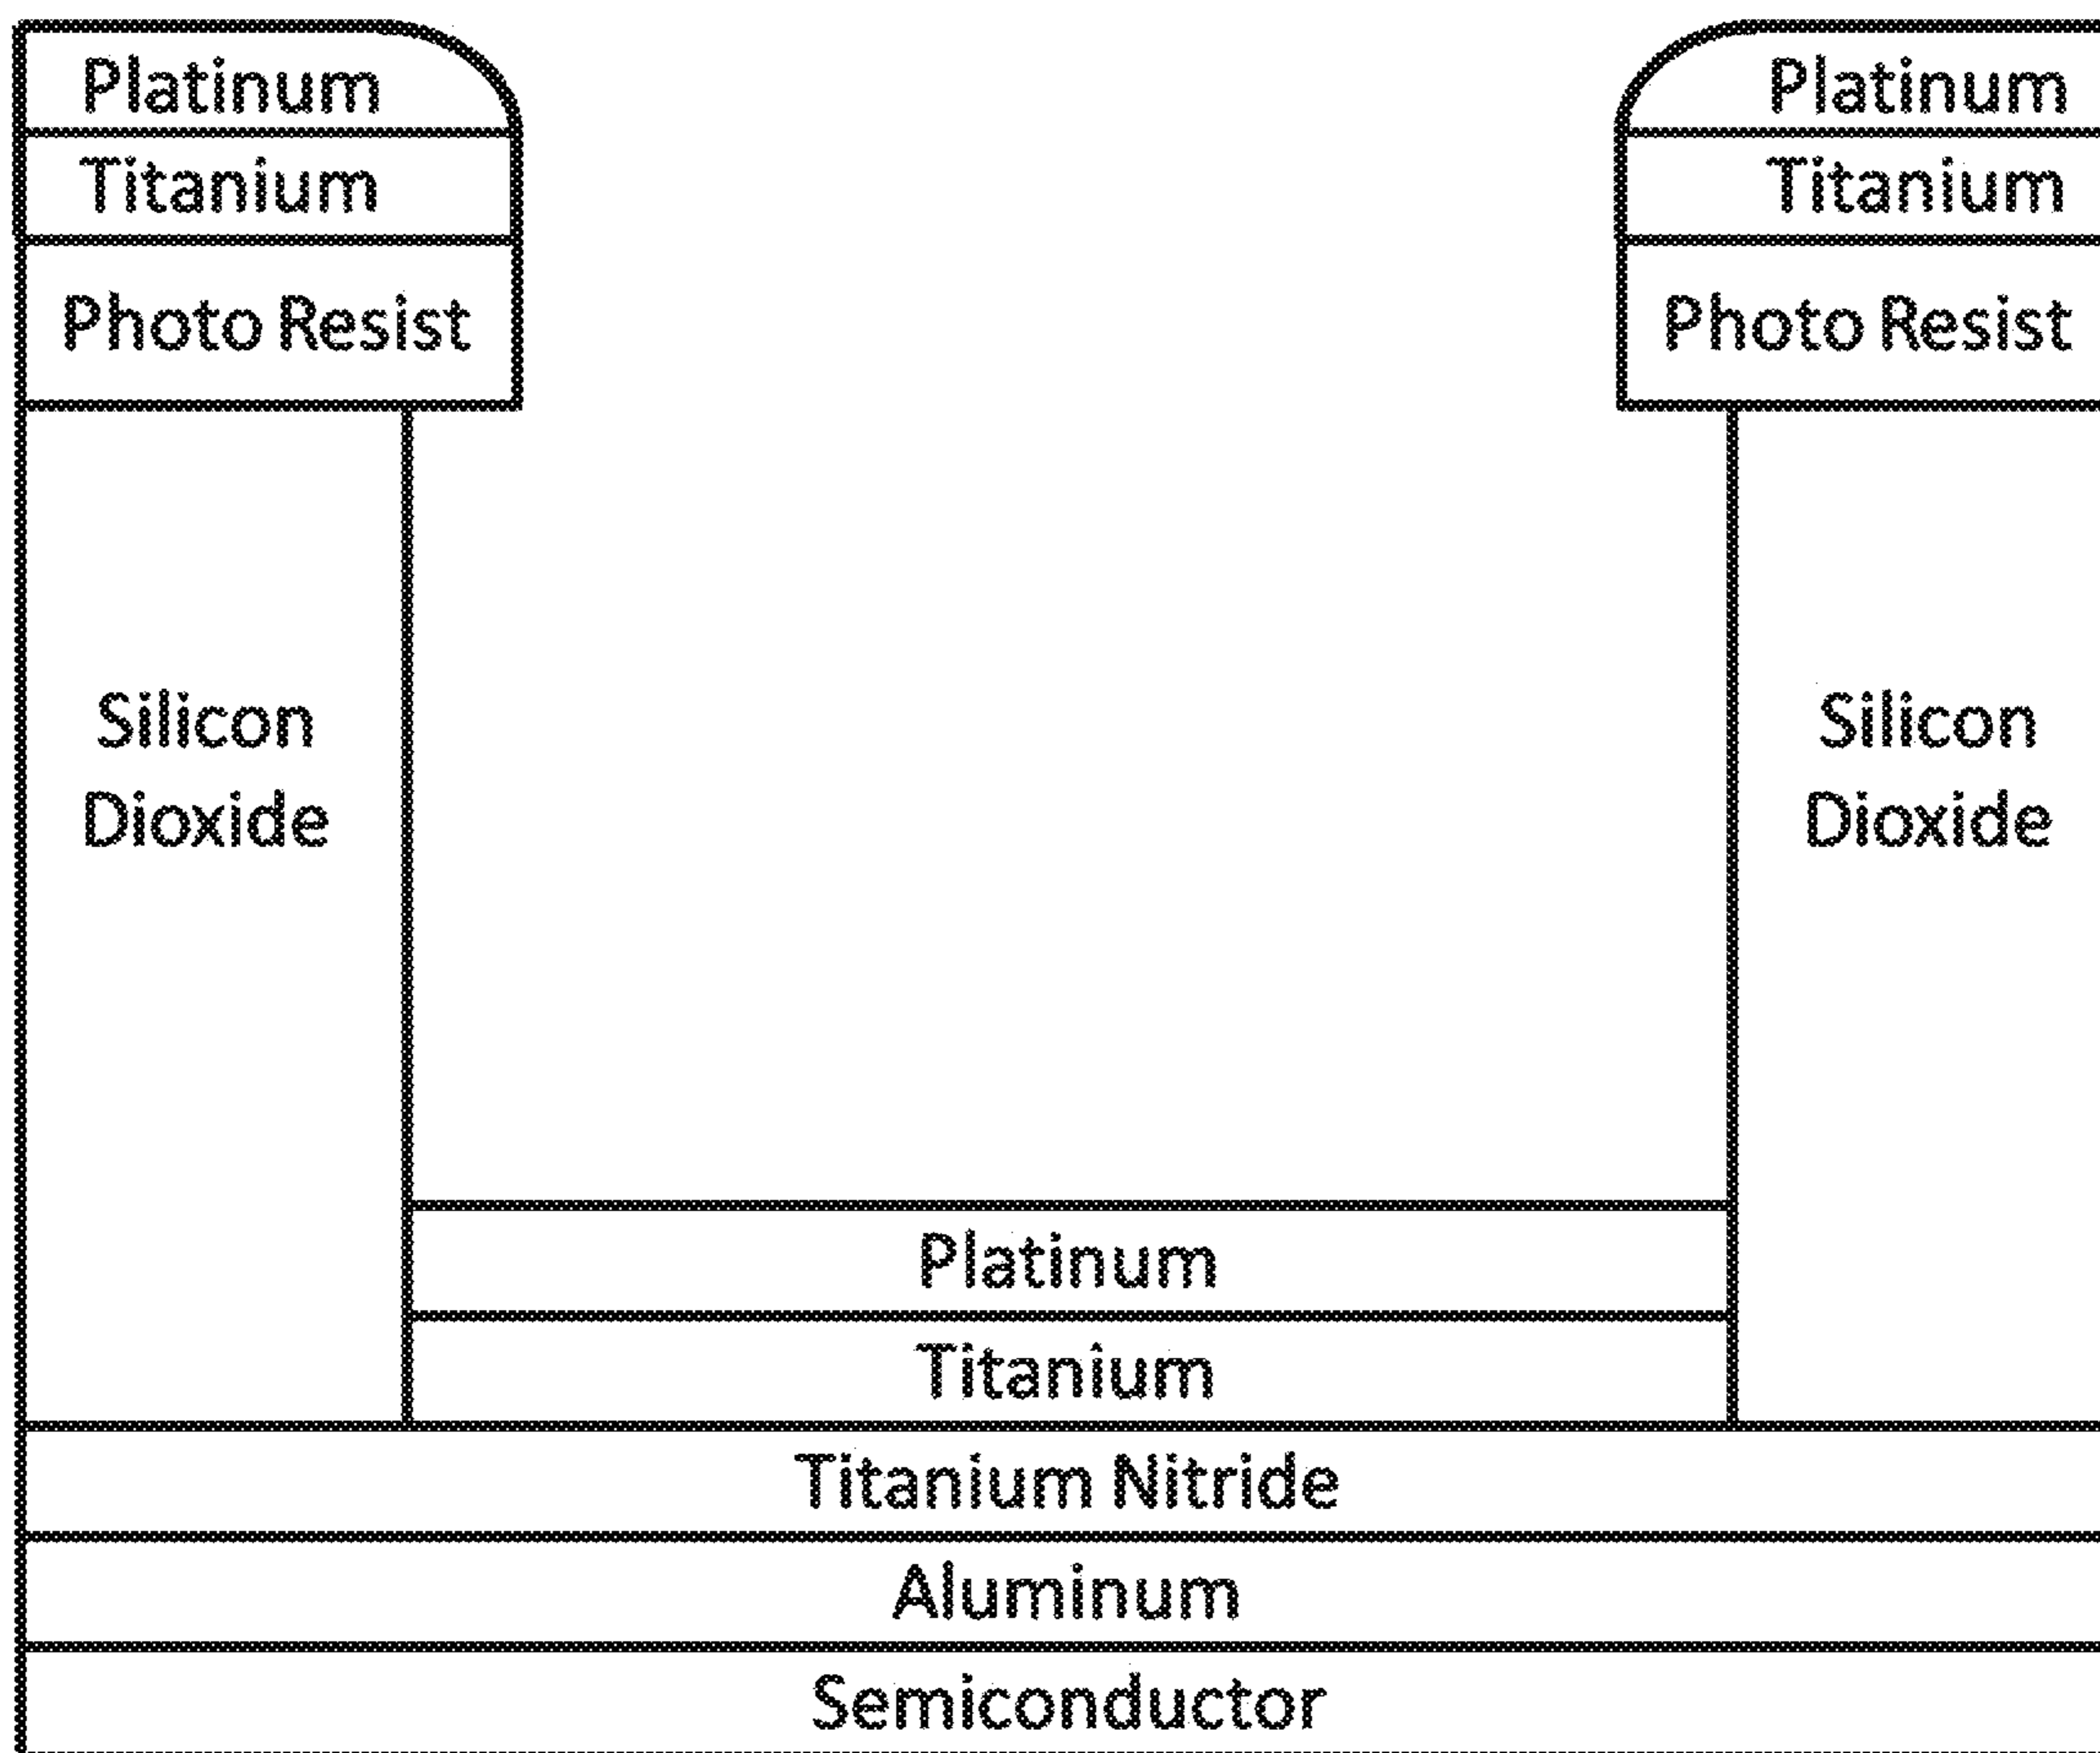 Platinum
Platinum
Titanium
Titanium
Photo Resist
Photo Resist
Silicon
Dioxide
Silicon
Dioxide
Platinum
Titanium
Titanium Nitride
Aluminum
Semiconductor